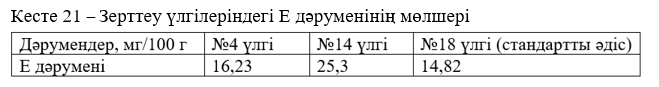 Кесте 21 – Зерттеу үлгілеріндегі Е дәруменінің мөлшері
Дәрумендер, мг/100 г №4 үлгі №14 үлгі №18 үлгі (стандартты әдіс)
Е дәрумені 16,23 25,3 14,82